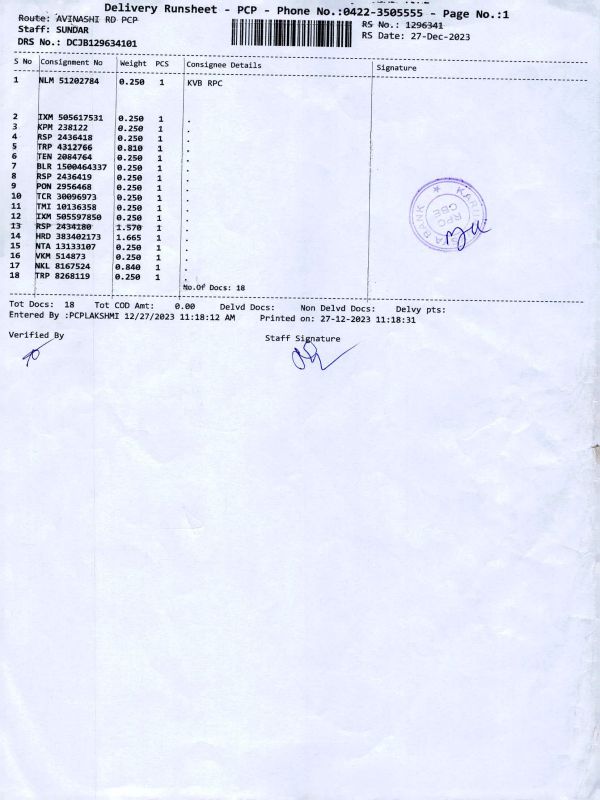 Delivery Runsheet - PCP - Phone No.:0422-3505555 - Page No.:1
Route: AVINASHI RD PCP
RS No.: 1296341
Staff: SUNDAR
RS Date: 27-Dec-2023
DRS No.: DCJB129634101
S No Consignment No Weight PCS Consignee Details Signature
1 NLM 51202784 0.250 1 KVB RPC
2 IXM 505617531 0.250 1 .
3 KPM 238122 0.250 1 .
4 RSP 2436418 0.250 1 .
5 TRP 4312766 0.810 1 .
6 TEN 2084764 0.250 1 .
7 BLR 1500464337 0.250 1 .
8 RSP 2436419 0.250 1 .
9 PON 2956468 0.250 1 .
10 TCR 30096973 0.250 1 .
11 TMI 10136358 0.250 1 .
12 IXM 505597850 0.250 1 .
13 RSP 2434180 1.570 1 .
14 HRD 383402173 1.665 1 .
15 NTA 13133107 0.250 1 .
16 VKM 514873 0.250 1 .
17 NKL 8167524 0.840 1 .
18 TRP 8268119 0.250 1 .
No.Of Docs: 18
RPC
CBE
BANK
Tot Docs: 18 Tot COD Amt: 0.00 Delvd Docs: Non Delvd Docs: Delvy pts:
Entered By :PCPLAKSHMI 12/27/2023 11:18:12 AM Printed on: 27-12-2023 11:18:31
Verified By
Staff Signature